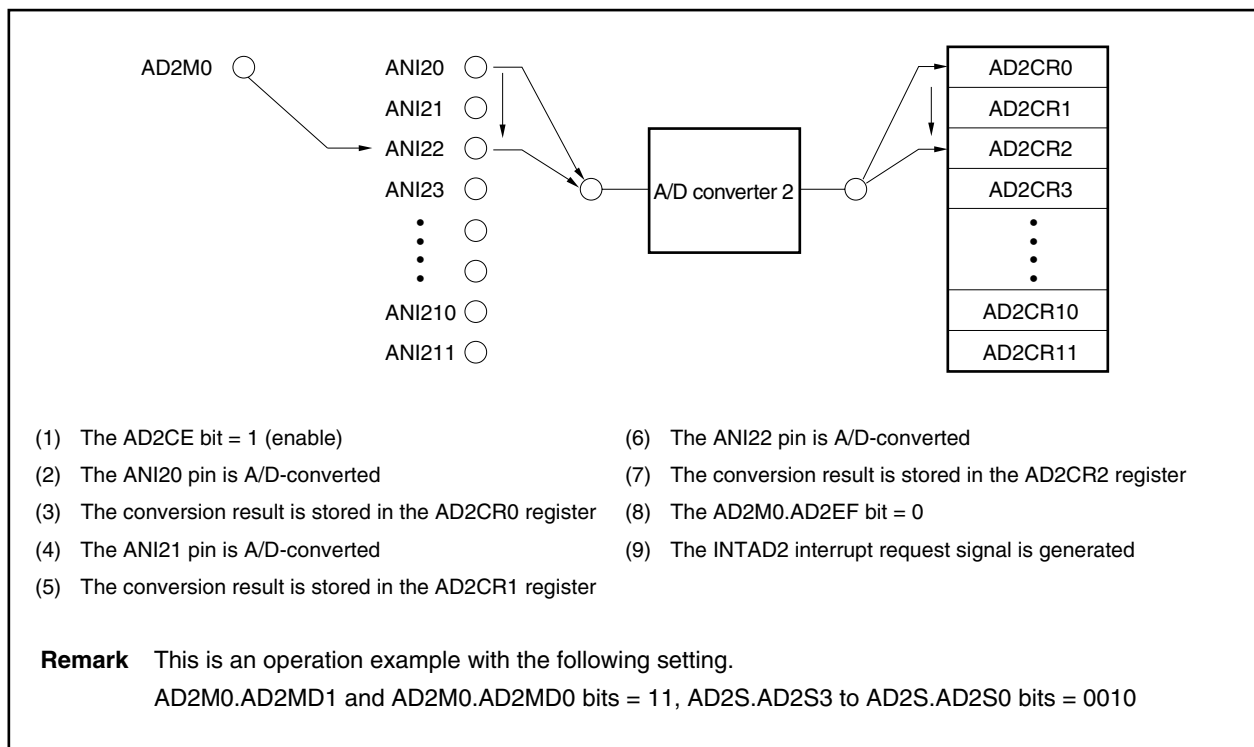 AD2M0
ANI20
ANI21
ANI22
ANI23
ANI210
ANI211
A/D converter 2
AD2CR0
AD2CR1
AD2CR2
AD2CR3
AD2CR10
AD2CR11
(1) The AD2CE bit = 1 (enable)
(2) The ANI20 pin is A/D-converted
(3) The conversion result is stored in the AD2CR0 register
(4) The ANI21 pin is A/D-converted
(5) The conversion result is stored in the AD2CR1 register
(6) The ANI22 pin is A/D-converted
(7) The conversion result is stored in the AD2CR2 register
(8) The AD2M0.AD2EF bit = 0
(9) The INTAD2 interrupt request signal is generated
Remark This is an operation example with the following setting.
AD2M0.AD2MD1 and AD2M0.AD2MD0 bits = 11, AD2S.AD2S3 to AD2S.AD2S0 bits = 0010